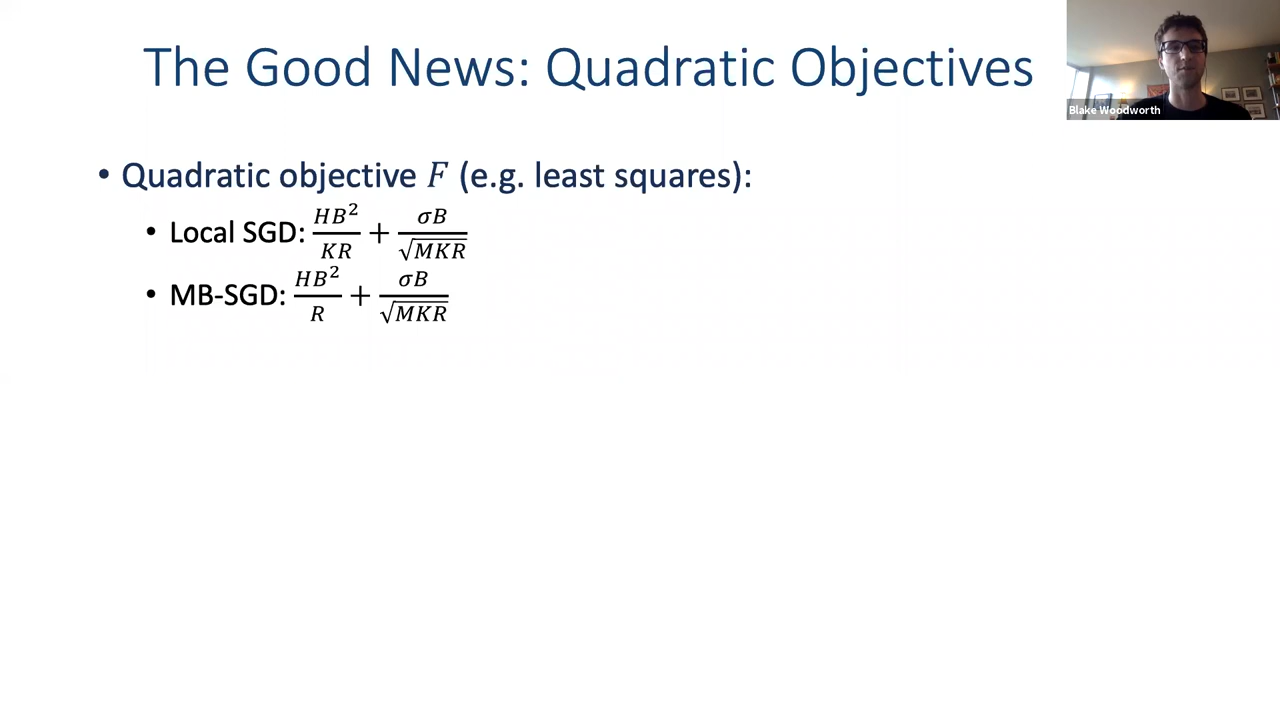 The Good News: Quadratic Objectives
Blake Woodworth
• Quadratic objective F (e.g. least squares):
• Local SGD: HB²/KR + σB/√MKR
• MB-SGD: HB²/R + σB/√MKR